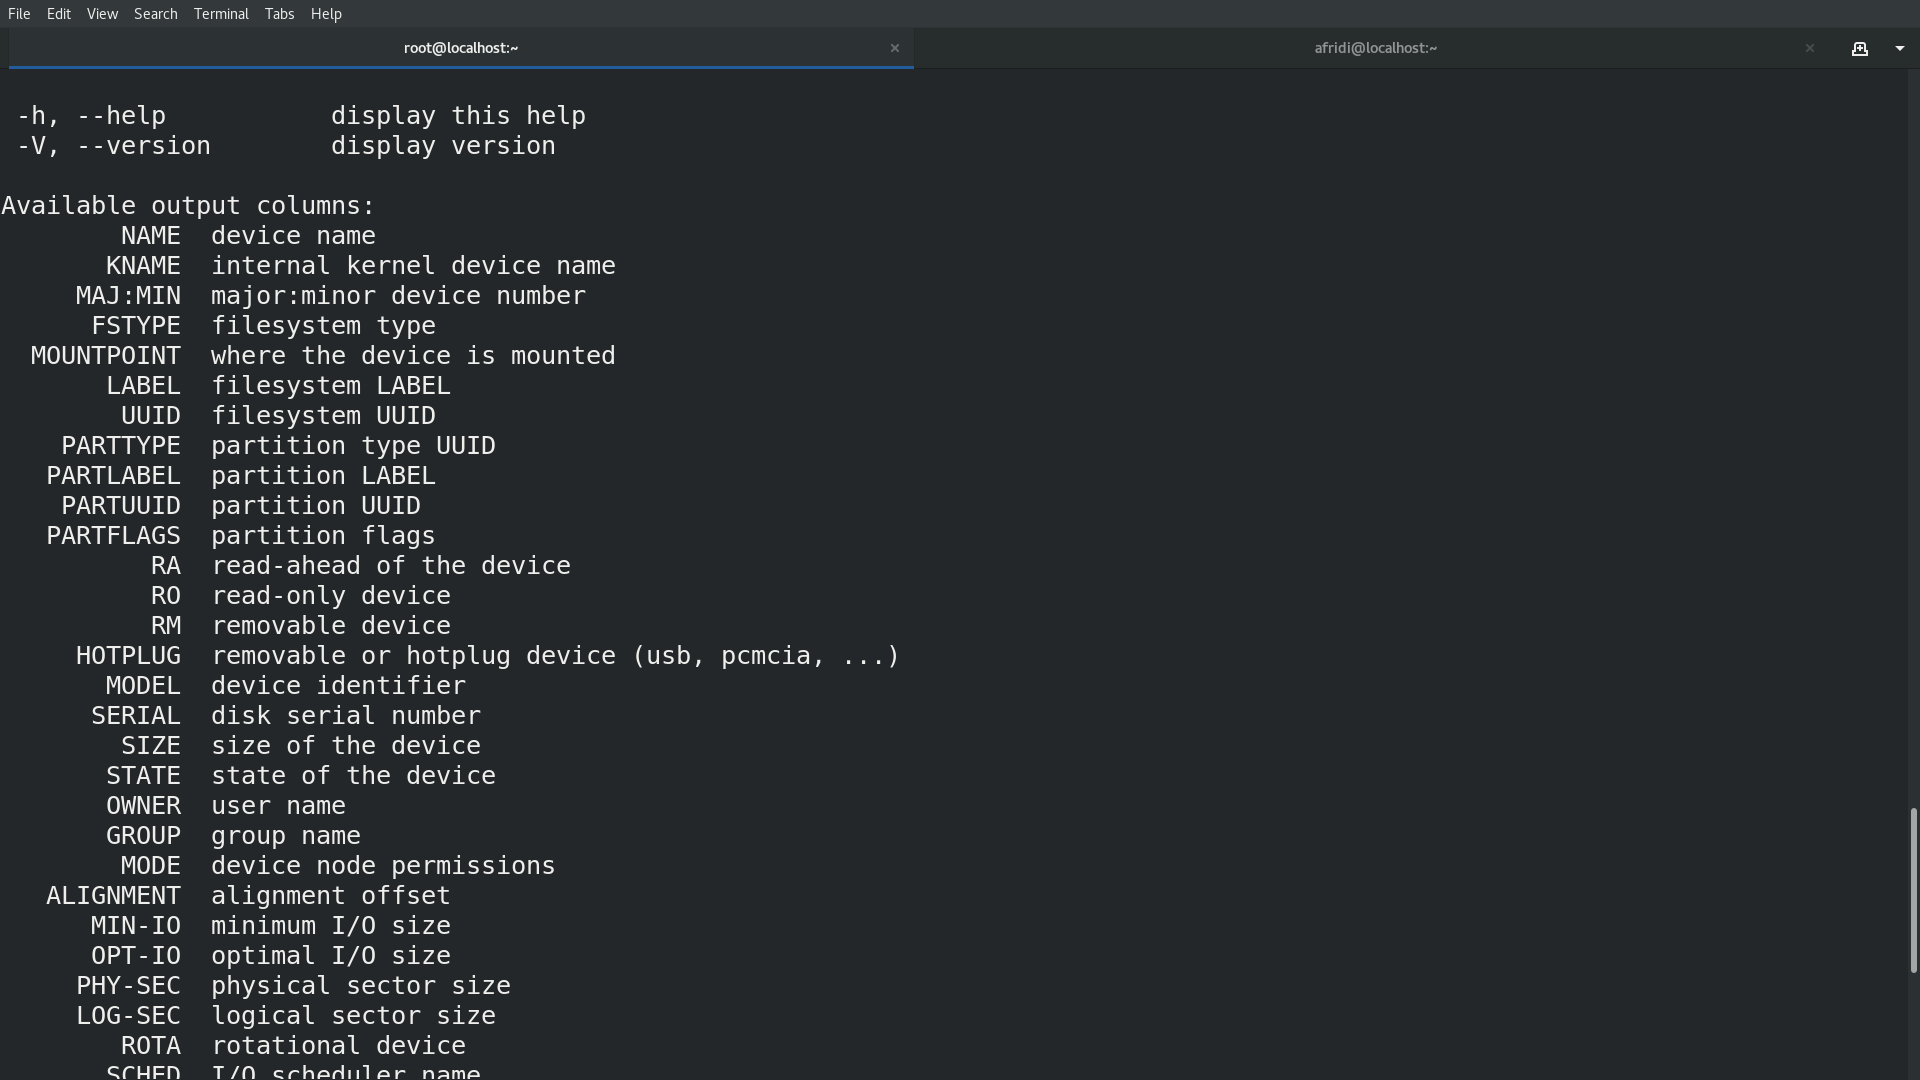 File Edit View Search Terminal Tabs Help
root@localhost:~ × afridi@localhost:~ ×
-h, --help display this help
-V, --version display version
Available output columns:
NAME device name
KNAME internal kernel device name
MAJ:MIN major:minor device number
FSTYPE filesystem type
MOUNTPOINT where the device is mounted
LABEL filesystem LABEL
UUID filesystem UUID
PARTTYPE partition type UUID
PARTLABEL partition LABEL
PARTUUID partition UUID
PARTFLAGS partition flags
RA read-ahead of the device
RO read-only device
RM removable device
HOTPLUG removable or hotplug device (usb, pcmcia, ...)
MODEL device identifier
SERIAL disk serial number
SIZE size of the device
STATE state of the device
OWNER user name
GROUP group name
MODE device node permissions
ALIGNMENT alignment offset
MIN-IO minimum I/O size
OPT-IO optimal I/O size
PHY-SEC physical sector size
LOG-SEC logical sector size
ROTA rotational device
SCHED I/O scheduler name